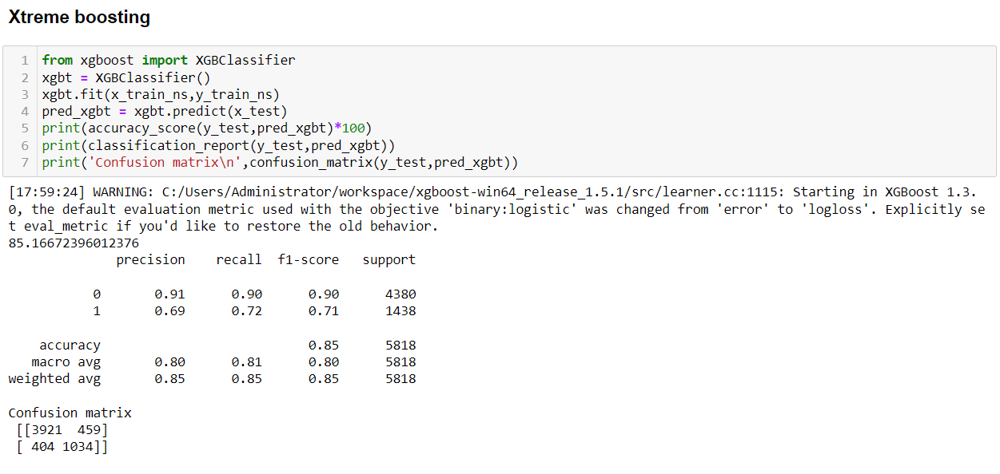 Xtreme boosting
1 from xgboost import XGBClassifier
2 xgbt = XGBClassifier()
3 xgbt.fit(x_train_ns,y_train_ns)
4 pred_xgbt = xgbt.predict(x_test)
5 print(accuracy_score(y_test,pred_xgbt)*100)
6 print(classification_report(y_test,pred_xgbt))
7 print('Confusion matrix\n',confusion_matrix(y_test,pred_xgbt))
[17:59:24] WARNING: C:/Users/Administrator/workspace/xgboost-win64_release_1.5.1/src/learner.cc:1115: Starting in XGBoost 1.3.
0, the default evaluation metric used with the objective 'binary:logistic' was changed from 'error' to 'logloss'. Explicitly se
t eval_metric if you'd like to restore the old behavior.
85.16672396012376
precision recall f1-score support
0 0.91 0.90 0.90 4380
1 0.69 0.72 0.71 1438
accuracy 0.85 5818
macro avg 0.80 0.81 0.80 5818
weighted avg 0.85 0.85 0.85 5818
Confusion matrix
[[3921 459]
[ 404 1034]]